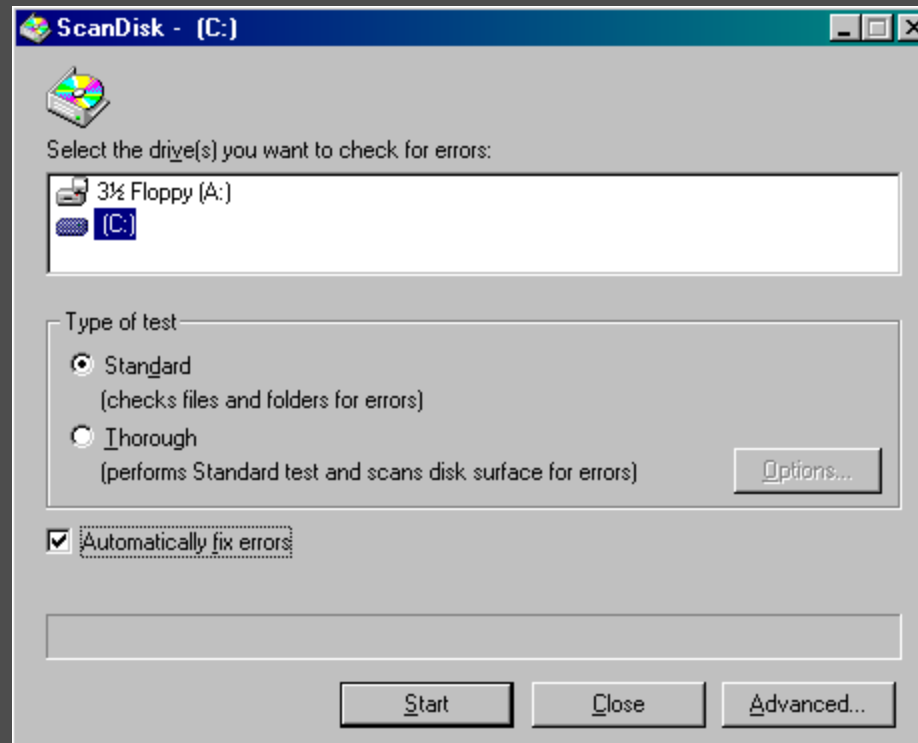 ScanDisk - (C:)
Select the drive(s) you want to check for errors:
3½ Floppy (A:)
(C:)
Type of test
Standard
(checks files and folders for errors)
Thorough
(performs Standard test and scans disk surface for errors)
Options...
Automatically fix errors
Start Close Advanced...